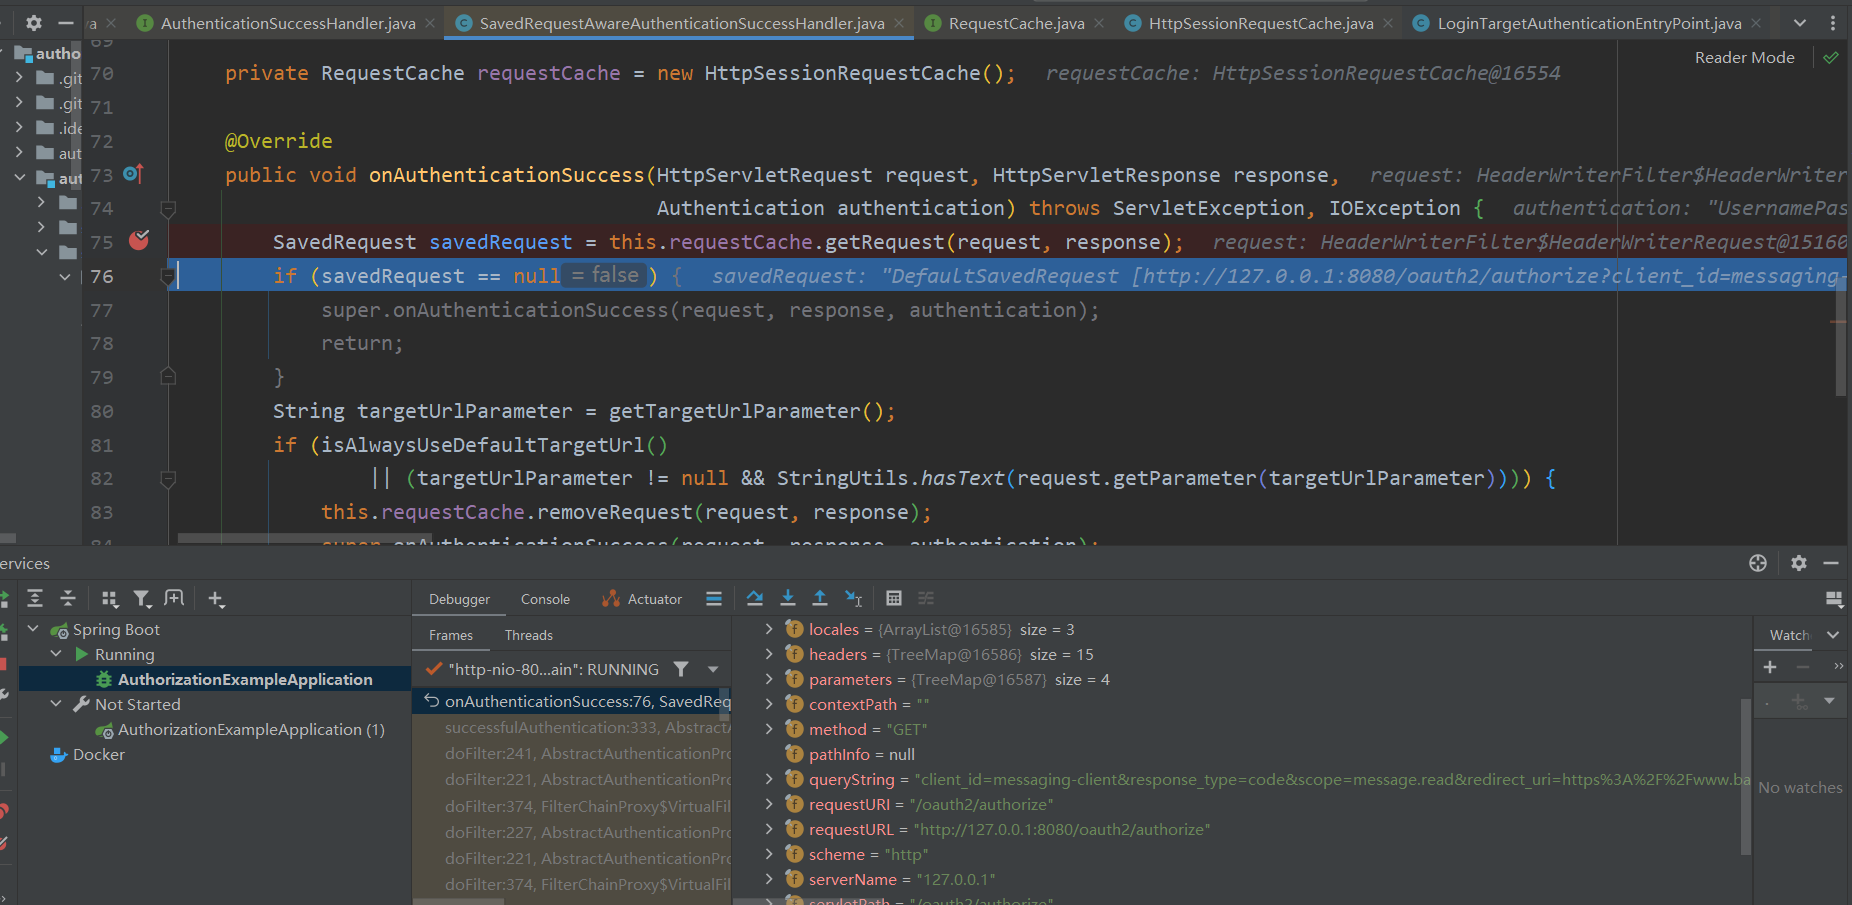 a AuthenticationSuccessHandler.java SavedRequestAwareAuthenticationSuccessHandler.java RequestCache.java HttpSessionRequestCache.java LoginTargetAuthenticationEntryPoint.java
Reader Mode
autho
.git
.git
.ide
aut
aut
69
70 private RequestCache requestCache = new HttpSessionRequestCache(); requestCache: HttpSessionRequestCache@16554
71
72 @Override
73 public void onAuthenticationSuccess(HttpServletRequest request, HttpServletResponse response, request: HeaderWriterFilter$HeaderWriter
74 Authentication authentication) throws ServletException, IOException { authentication: "UsernamePas
75 SavedRequest savedRequest = this.requestCache.getRequest(request, response); request: HeaderWriterFilter$HeaderWriterRequest@15160
76 if (savedRequest == null = false ) { savedRequest: "DefaultSavedRequest [http://127.0.0.1:8080/oauth2/authorize?client_id=messaging-
77 super.onAuthenticationSuccess(request, response, authentication);
78 return;
79 }
80 String targetUrlParameter = getTargetUrlParameter();
81 if (isAlwaysUseDefaultTargetUrl()
82 || (targetUrlParameter != null && StringUtils.hasText(request.getParameter(targetUrlParameter)))) {
83 this.requestCache.removeRequest(request, response);
84 super.onAuthenticationSuccess(request, response, authentication);
ervices
Spring Boot
Running
AuthorizationExampleApplication
Not Started
AuthorizationExampleApplication (1)
Docker
Debugger Console Actuator
Frames Threads
"http-nio-80...ain": RUNNING
onAuthenticationSuccess:76, SavedReq
successfulAuthentication:333, Abstract
doFilter:241, AbstractAuthenticationPro
doFilter:221, AbstractAuthenticationPro
doFilter:374, FilterChainProxy$VirtualFil
doFilter:227, AbstractAuthenticationPro
doFilter:221, AbstractAuthenticationPro
doFilter:374, FilterChainProxy$VirtualFil
locales = {ArrayList@16585} size = 3
headers = {TreeMap@16586} size = 15
parameters = {TreeMap@16587} size = 4
contextPath = ""
method = "GET"
pathInfo = null
queryString = "client_id=messaging-client&response_type=code&scope=message.read&redirect_uri=https%3A%2F%2Fwww.ba
requestURI = "/oauth2/authorize"
requestURL = "http://127.0.0.1:8080/oauth2/authorize"
scheme = "http"
serverName = "127.0.0.1"
servletPath = "/oauth2/authorize"
Watch
No watches